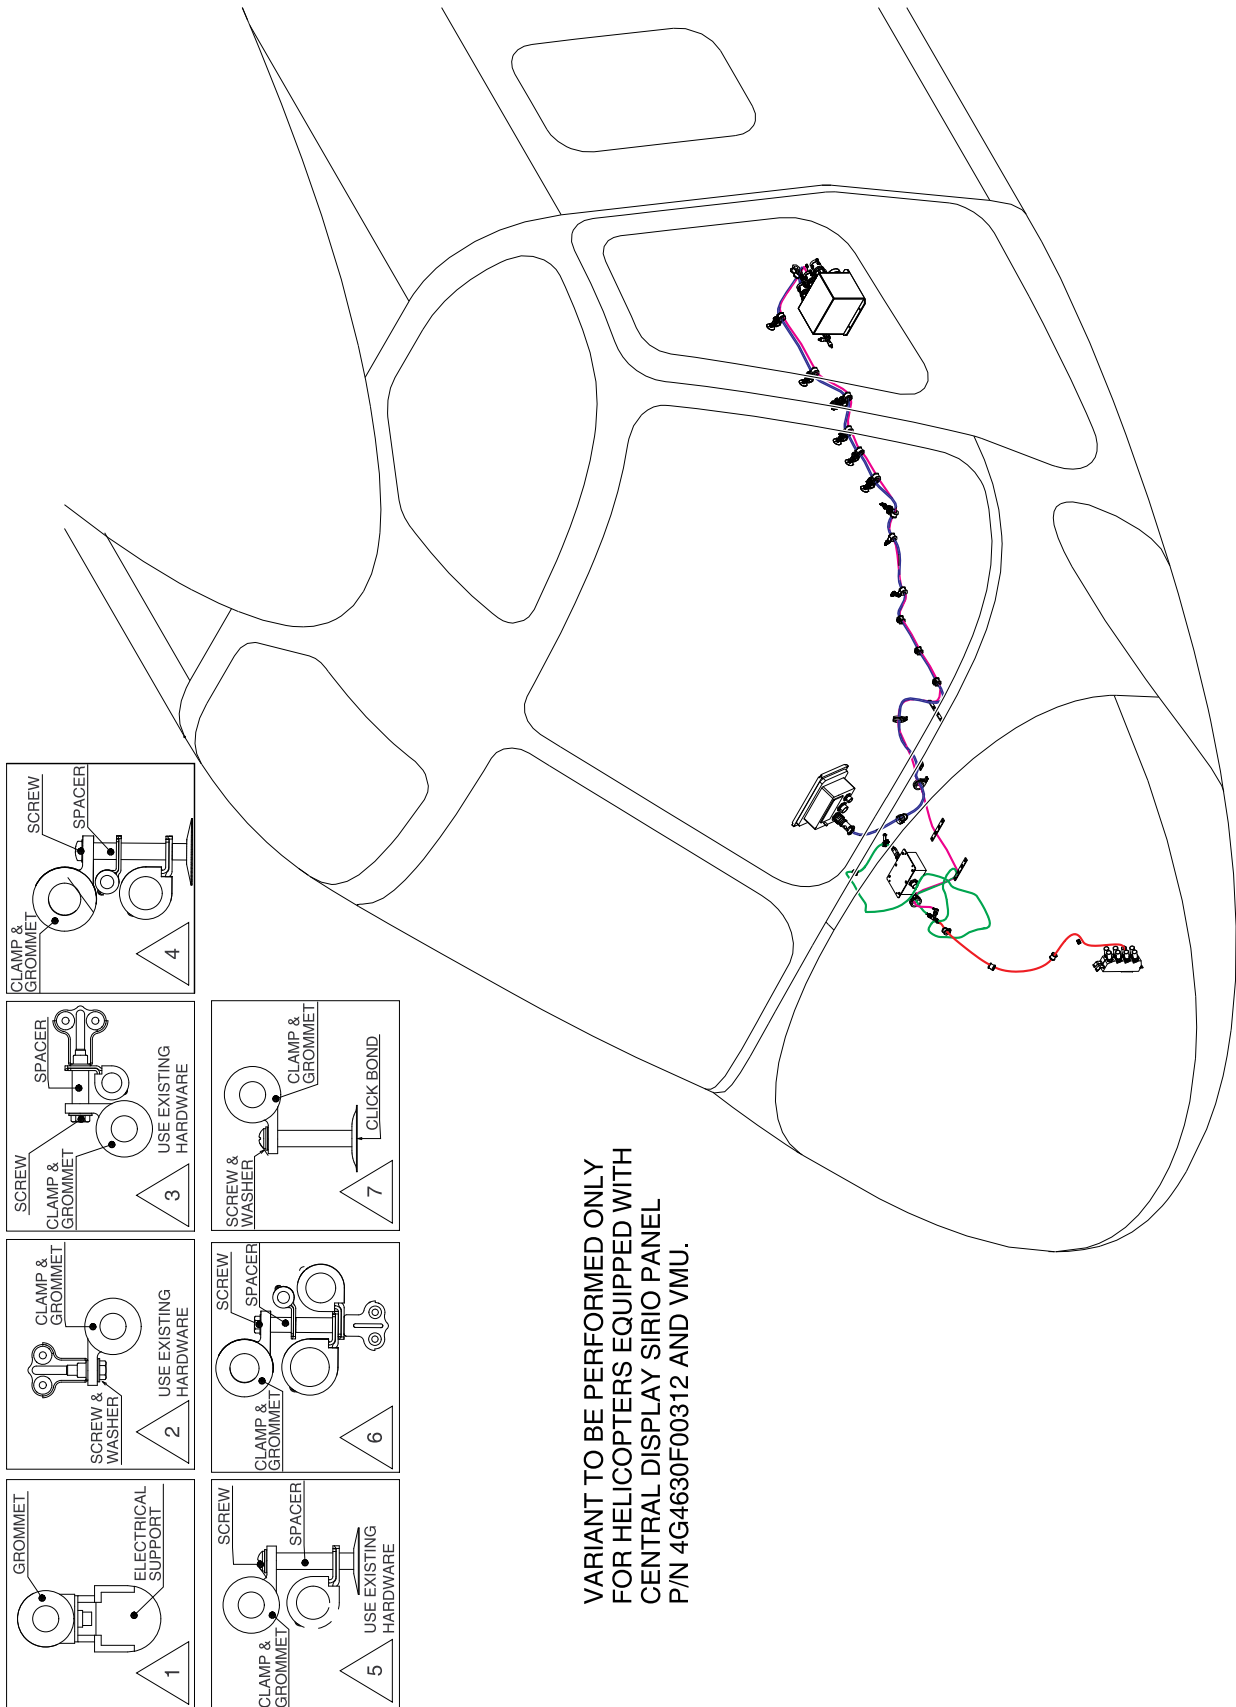 GROMMET
ELECTRICAL
SUPPORT
1
CLAMP &
GROMMET
SCREW &
WASHER
USE EXISTING
HARDWARE
2
SCREW
SPACER
CLAMP &
GROMMET
USE EXISTING
HARDWARE
3
CLAMP &
GROMMET
SCREW
SPACER
4
SCREW
SPACER
CLAMP &
GROMMET
USE EXISTING
HARDWARE
5
SCREW
SPACER
CLAMP &
GROMMET
6
SCREW &
WASHER
CLAMP &
GROMMET
CLICK BOND
7
VARIANT TO BE PERFORMED ONLY
FOR HELICOPTERS EQUIPPED WITH
CENTRAL DISPLAY SIRIO PANEL
P/N 4G4630F00312 AND VMU.